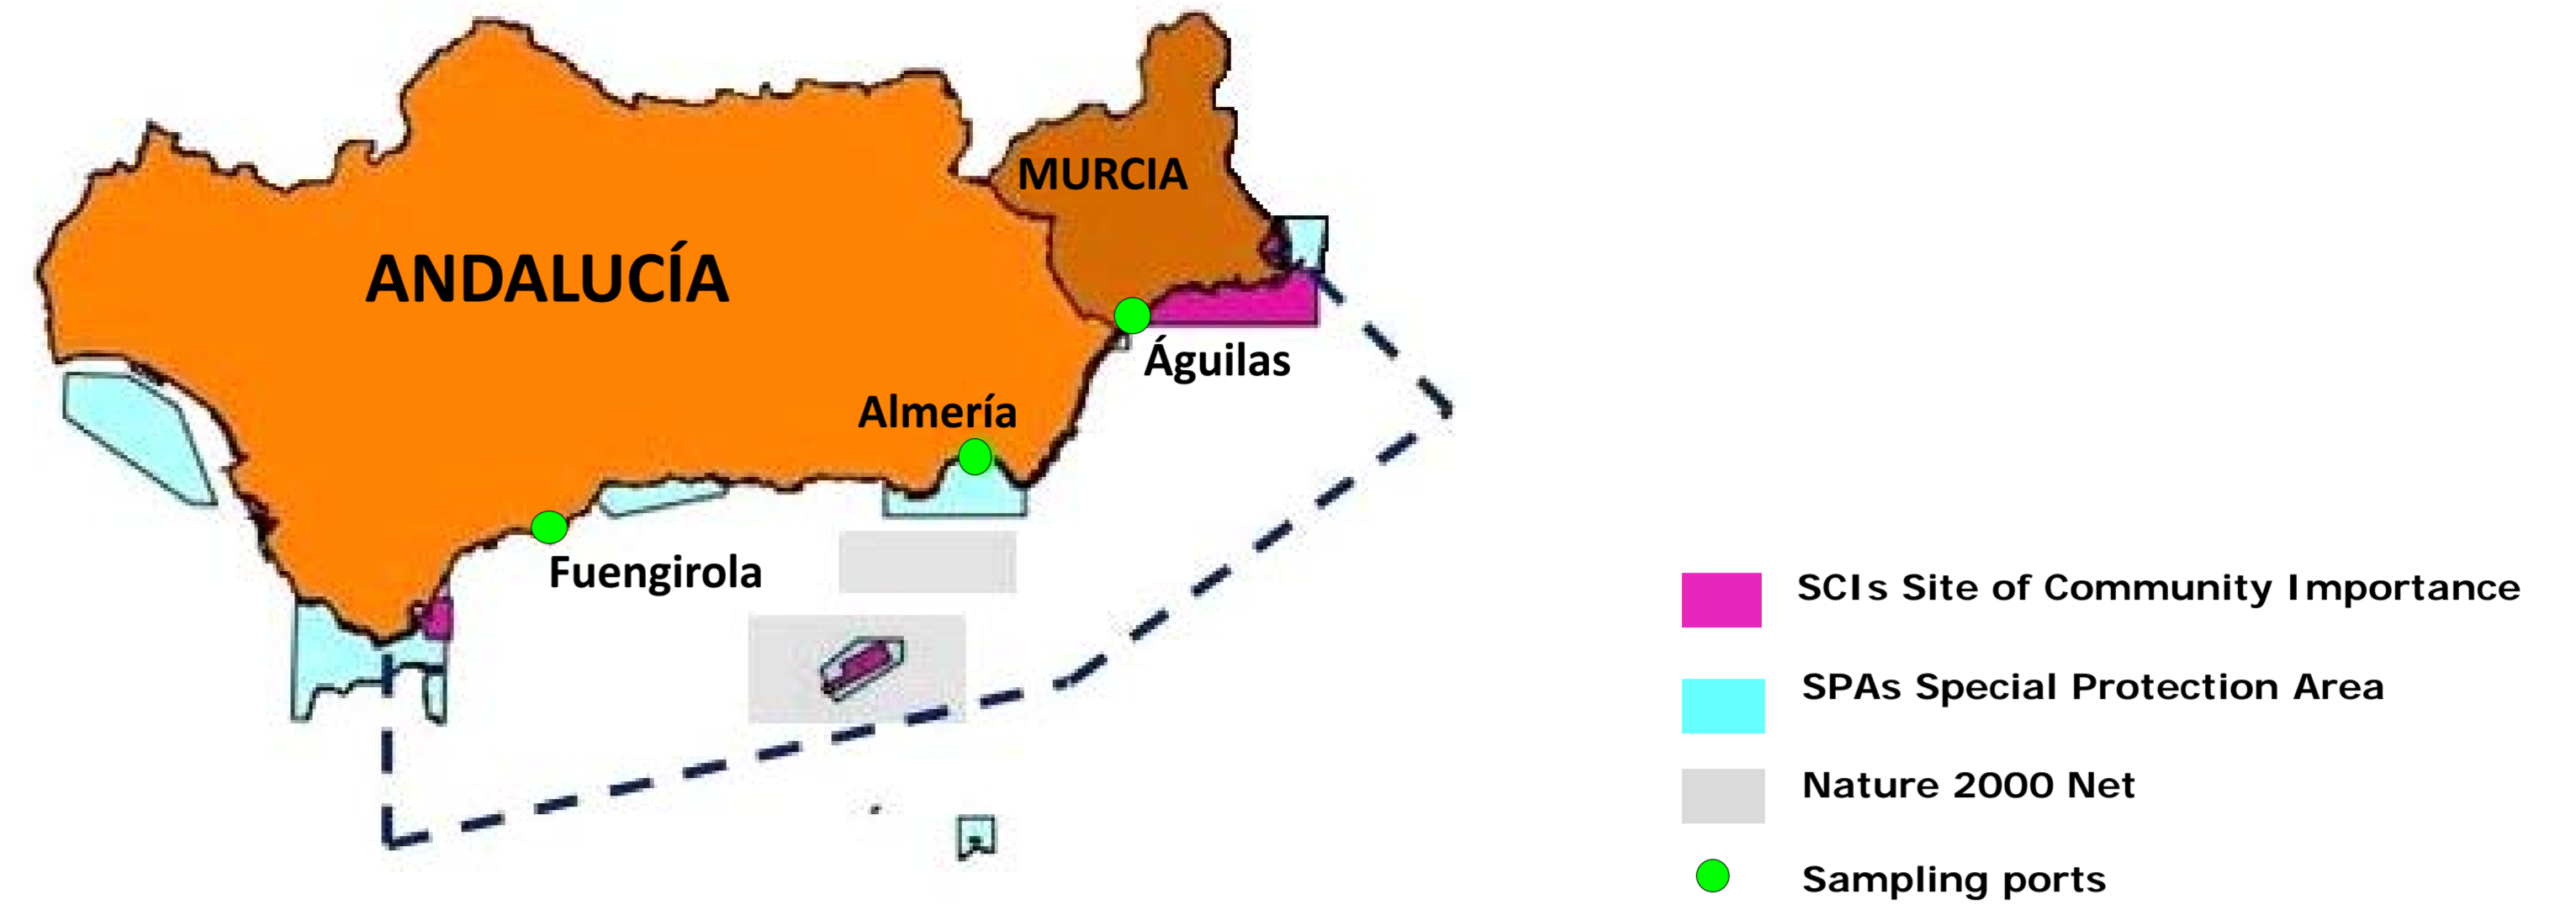 MURCIA
ANDALUCÍA
Águilas
Almería
Fuengirola
SCIs Site of Community Importance
SPAs Special Protection Area
Nature 2000 Net
Sampling ports